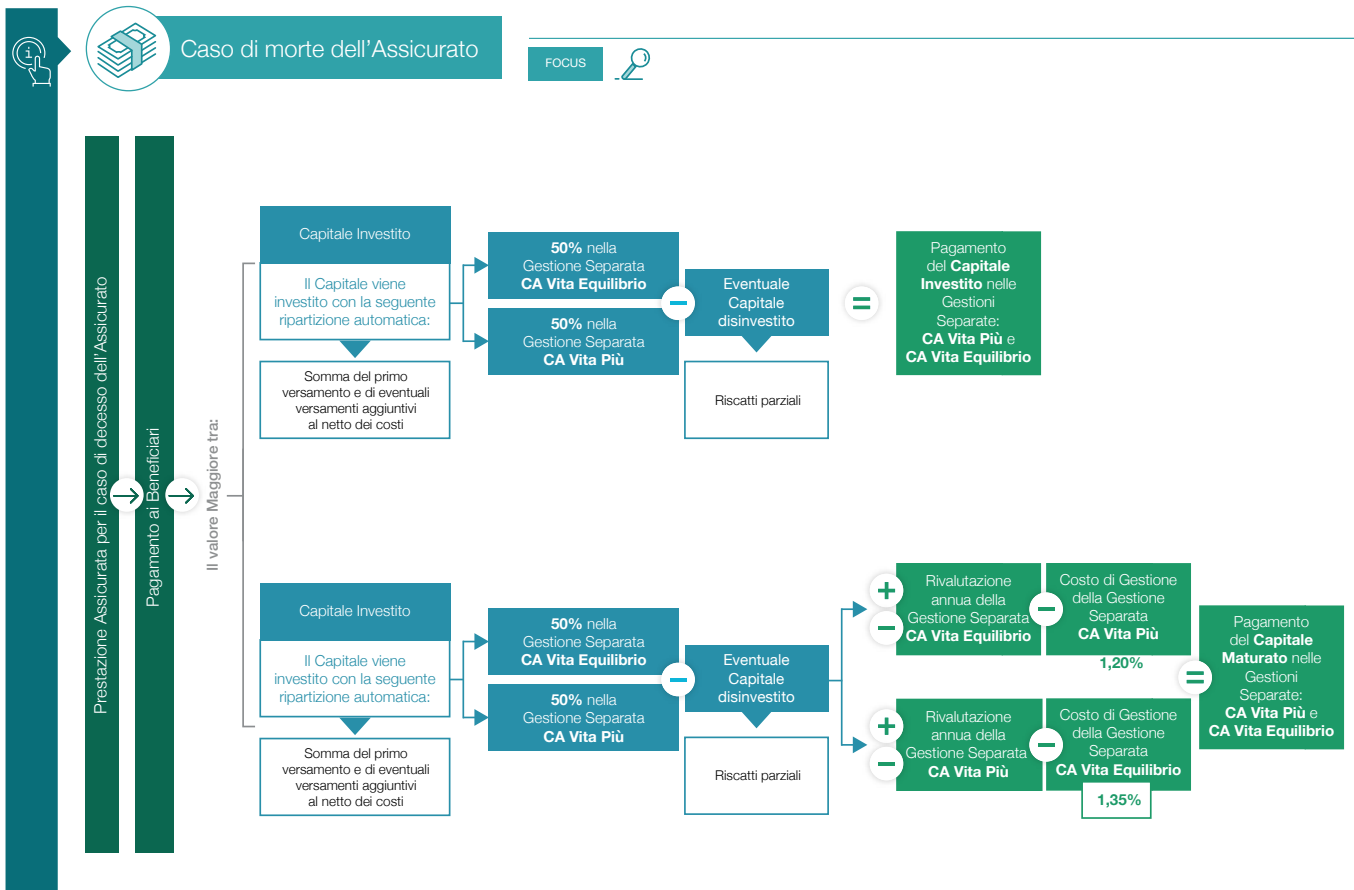 Caso di morte dell'Assicurato
FOCUS
Prestazione Assicurata per il caso di decesso dell'Assicurato
Pagamento ai Beneficiari
Il valore Maggiore tra:
Capitale Investito
Il Capitale viene
investito con la seguente
ripartizione automatica:
Somma del primo
versamento e di eventuali
versamenti aggiuntivi
al netto dei costi
50% nella
Gestione Separata
CA Vita Equilibrio
50% nella
Gestione Separata
CA Vita Più
−
Eventuale
Capitale
disinvestito
Riscatti parziali
=
Pagamento
del Capitale
Investito nelle
Gestioni
Separate:
CA Vita Più e
CA Vita Equilibrio
Capitale Investito
Il Capitale viene
investito con la seguente
ripartizione automatica:
Somma del primo
versamento e di eventuali
versamenti aggiuntivi
al netto dei costi
50% nella
Gestione Separata
CA Vita Equilibrio
50% nella
Gestione Separata
CA Vita Più
−
Eventuale
Capitale
disinvestito
Riscatti parziali
+
−
Rivalutazione
annua della
Gestione Separata
CA Vita Equilibrio
−
Costo di Gestione
della Gestione
Separata
CA Vita Più
1,20%
+
−
Rivalutazione
annua della
Gestione Separata
CA Vita Più
−
Costo di Gestione
della Gestione
Separata
CA Vita Equilibrio
1,35%
=
Pagamento
del Capitale
Maturato nelle
Gestioni
Separate:
CA Vita Più e
CA Vita Equilibrio